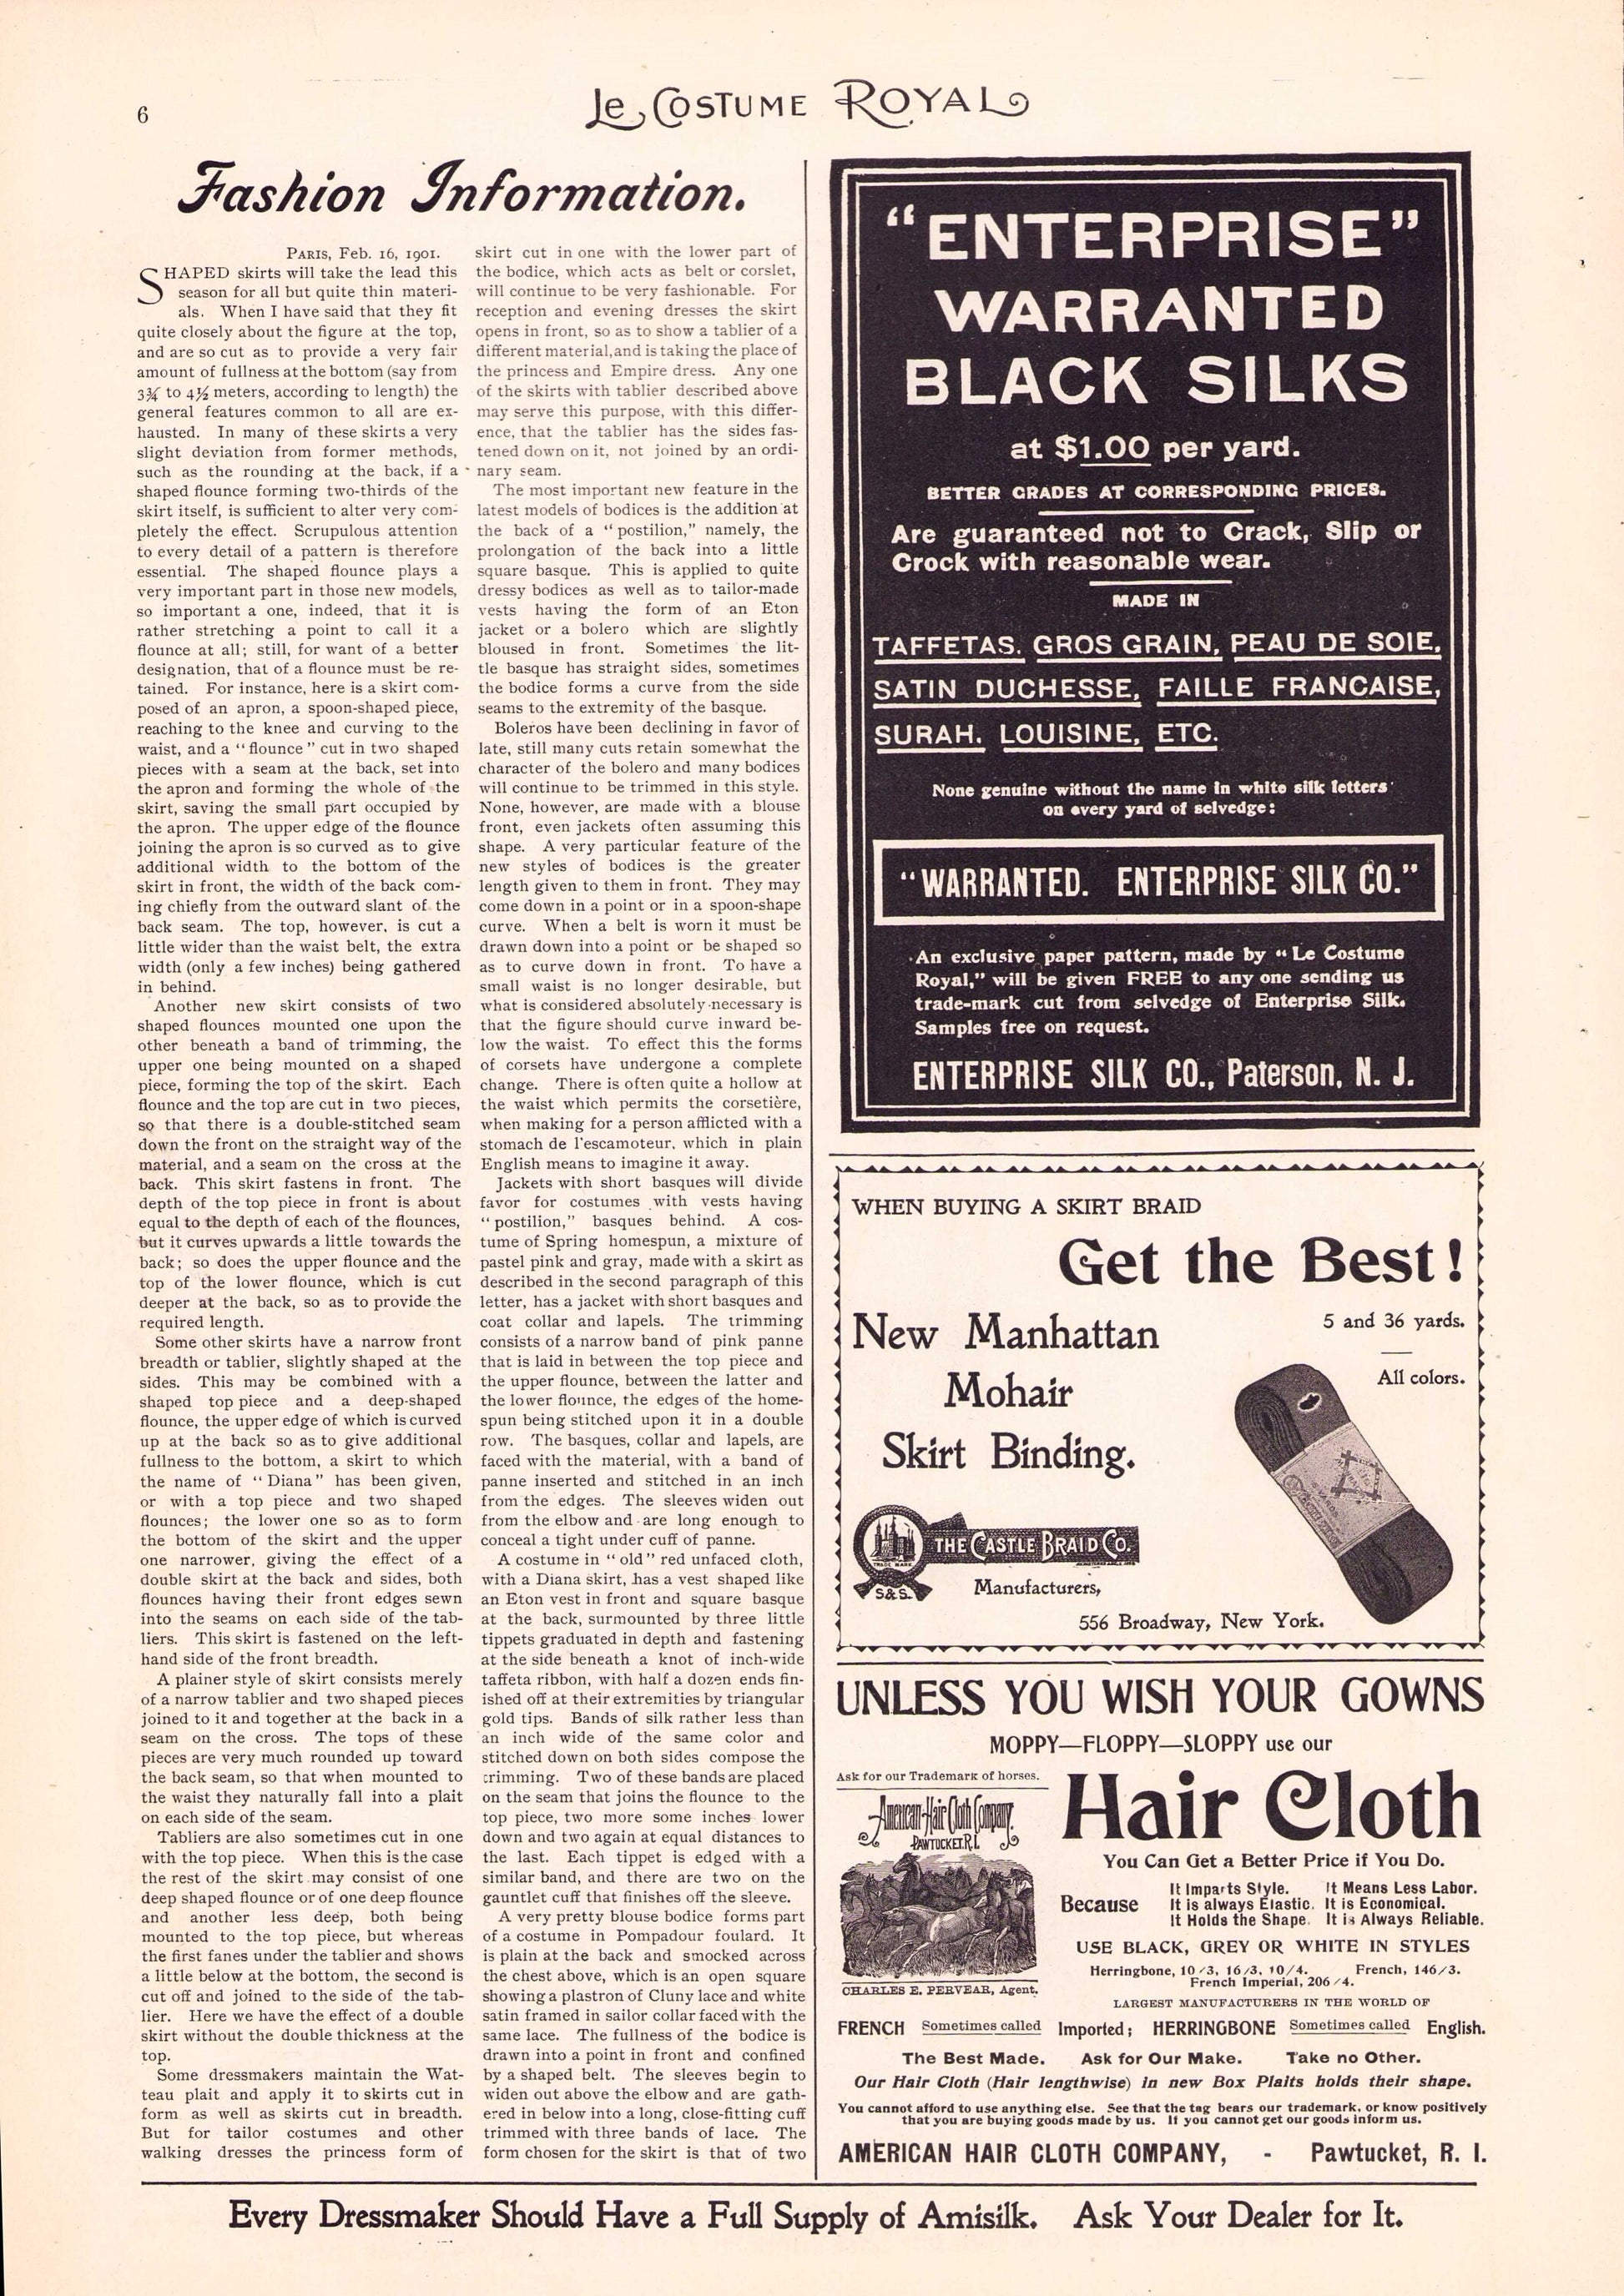 6
Le Costume Royal
Fashion Information.
PARIS, Feb. 16, 1901.
SHAPED skirts will take the lead this
season for all but quite thin materi-
als. When I have said that they fit
quite closely about the figure at the top,
and are so cut as to provide a very fair
amount of fullness at the bottom (say from
3¾ to 4½ meters, according to length) the
general features common to all are ex-
hausted. In many of these skirts a very
slight deviation from former methods,
such as the rounding at the back, if a
shaped flounce forming two-thirds of the
skirt itself, is sufficient to alter very com-
pletely the effect. Scrupulous attention
to every detail of a pattern is therefore
essential. The shaped flounce plays a
very important part in those new models,
so important a one, indeed, that it is
rather stretching a point to call it a
flounce at all; still, for want of a better
designation, that of a flounce must be re-
tained. For instance, here is a skirt com-
posed of an apron, a spoon-shaped piece,
reaching to the knee and curving to the
waist, and a "flounce" cut in two shaped
pieces with a seam at the back, set into
the apron and forming the whole of the
skirt, saving the small part occupied by
the apron. The upper edge of the flounce
joining the apron is so curved as to give
additional width to the bottom of the
skirt in front, the width of the back com-
ing chiefly from the outward slant of the
back seam. The top, however, is cut a
little wider than the waist belt, the extra
width (only a few inches) being gathered
in behind.
Another new skirt consists of two
shaped flounces mounted one upon the
other beneath a band of trimming, the
upper one being mounted on a shaped
piece, forming the top of the skirt. Each
flounce and the top are cut in two pieces,
so that there is a double-stitched seam
down the front on the straight way of the
material, and a seam on the cross at the
back. This skirt fastens in front. The
depth of the top piece in front is about
equal to the depth of each of the flounces,
but it curves upwards a little towards the
back; so does the upper flounce and the
top of the lower flounce, which is cut
deeper at the back, so as to provide the
required length.
Some other skirts have a narrow front
breadth or tablier, slightly shaped at the
sides. This may be combined with a
shaped top piece and a deep-shaped
flounce, the upper edge of which is curved
up at the back so as to give additional
fullness to the bottom, a skirt to which
the name of "Diana" has been given,
or with a top piece and two shaped
flounces; the lower one so as to form
the bottom of the skirt and the upper
one narrower, giving the effect of a
double skirt at the back and sides, both
flounces having their front edges sewn
into the seams on each side of the tab-
liers. This skirt is fastened on the left-
hand side of the front breadth.
A plainer style of skirt consists merely
of a narrow tablier and two shaped pieces
joined to it and together at the back in a
seam on the cross. The tops of these
pieces are very much rounded up toward
the back seam, so that when mounted to
the waist they naturally fall into a plait
on each side of the seam.
Tabliers are also sometimes cut in one
with the top piece. When this is the case
the rest of the skirt may consist of one
deep shaped flounce or of one deep flounce
and another less deep, both being
mounted to the top piece, but whereas
the first fanes under the tablier and shows
a little below at the bottom, the second is
cut off and joined to the side of the tab-
lier. Here we have the effect of a double
skirt without the double thickness at the
top.
Some dressmakers maintain the Wat-
teau plait and apply it to skirts cut in
form as well as skirts cut in breadth.
But for tailor costumes and other
walking dresses the princess form of
skirt cut in one with the lower part of
the bodice, which acts as belt or corslet,
will continue to be very fashionable. For
reception and evening dresses the skirt
opens in front, so as to show a tablier of a
different material, and is taking the place of
the princess and Empire dress. Any one
of the skirts with tablier described above
may serve this purpose, with this differ-
ence, that the tablier has the sides fas-
tened down on it, not joined by an ordi-
nary seam.
The most important new feature in the
latest models of bodices is the addition at
the back of a "postilion," namely, the
prolongation of the back into a little
square basque. This is applied to quite
dressy bodices as well as to tailor-made
vests having the form of an Eton
jacket or a bolero which are slightly
bloused in front. Sometimes the lit-
tle basque has straight sides, sometimes
the bodice forms a curve from the side
seams to the extremity of the basque.
Boleros have been declining in favor of
late, still many cuts retain somewhat the
character of the bolero and many bodices
will continue to be trimmed in this style.
None, however, are made with a blouse
front, even jackets often assuming this
shape. A very particular feature of the
new styles of bodices is the greater
length given to them in front. They may
come down in a point or in a spoon-shape
curve. When a belt is worn it must be
drawn down into a point or be shaped so
as to curve down in front. To have a
small waist is no longer desirable, but
what is considered absolutely necessary is
that the figure should curve inward be-
low the waist. To effect this the forms
of corsets have undergone a complete
change. There is often quite a hollow at
the waist which permits the corsetière,
when making for a person afflicted with a
stomach de l'escamoteur, which in plain
English means to imagine it away.
Jackets with short basques will divide
favor for costumes with vests having
"postilion," basques behind. A cos-
tume of Spring homespun, a mixture of
pastel pink and gray, made with a skirt as
described in the second paragraph of this
letter, has a jacket with short basques and
coat collar and lapels. The trimming
consists of a narrow band of pink panne
that is laid in between the top piece and
the upper flounce, between the latter and
the lower flounce, the edges of the home-
spun being stitched upon it in a double
row. The basques, collar and lapels, are
faced with the material, with a band of
panne inserted and stitched in an inch
from the edges. The sleeves widen out
from the elbow and are long enough to
conceal a tight under cuff of panne.
A costume in "old" red unfaced cloth,
with a Diana skirt, has a vest shaped like
an Eton vest in front and square basque
at the back, surmounted by three little
tippets graduated in depth and fastening
at the side beneath a knot of inch-wide
taffeta ribbon, with half a dozen ends fin-
ished off at their extremities by triangular
gold tips. Bands of silk rather less than
an inch wide of the same color and
stitched down on both sides compose the
trimming. Two of these bands are placed
on the seam that joins the flounce to the
top piece, two more some inches lower
down and two again at equal distances to
the last. Each tippet is edged with a
similar band, and there are two on the
gauntlet cuff that finishes off the sleeve.
A very pretty blouse bodice forms part
of a costume in Pompadour foulard. It
is plain at the back and smocked across
the chest above, which is an open square
showing a plastron of Cluny lace and white
satin framed in sailor collar faced with the
same lace. The fullness of the bodice is
drawn into a point in front and confined
by a shaped belt. The sleeves begin to
widen out above the elbow and are gath-
ered in below into a long, close-fitting cuff
trimmed with three bands of lace. The
form chosen for the skirt is that of two
"ENTERPRISE"
WARRANTED
BLACK SILKS
at $1.00 per yard.
BETTER GRADES AT CORRESPONDING PRICES.
Are guaranteed not to Crack, Slip or
Crock with reasonable wear.
MADE IN
TAFFETAS. GROS GRAIN, PEAU DE SOIE,
SATIN DUCHESSE, FAILLE FRANCAISE,
SURAH. LOUISINE, ETC.
None genuine without the name in white silk letters
on every yard of selvedge:
"WARRANTED. ENTERPRISE SILK CO."
An exclusive paper pattern, made by "Le Costume
Royal," will be given FREE to any one sending us
trade-mark cut from selvedge of Enterprise Silk.
Samples free on request.
ENTERPRISE SILK CO., Paterson, N. J.
WHEN BUYING A SKIRT BRAID
Get the Best!
New Manhattan
5 and 36 yards.
All colors.
Mohair
Skirt Binding.
THE CASTLE BRAID CO.
TRADE MARK
S&S.
Manufacturers,
556 Broadway, New York.
UNLESS YOU WISH YOUR GOWNS
MOPPY—FLOPPY—SLOPPY use our
Ask for our Trademark of horses.
American Hair Cloth Company.
PAWTUCKET, R.I.
CHARLES E. PERVEAR, Agent.
Hair Cloth
You Can Get a Better Price if You Do.
Because
It Imparts Style. It Means Less Labor.
It is always Elastic. It is Economical.
It Holds the Shape. It is Always Reliable.
USE BLACK, GREY OR WHITE IN STYLES
Herringbone, 10/3, 16/3, 10/4. French, 146/3.
French Imperial, 206/4.
LARGEST MANUFACTURERS IN THE WORLD OF
FRENCH Sometimes called Imported; HERRINGBONE Sometimes called English.
The Best Made. Ask for Our Make. Take no Other.
Our Hair Cloth (Hair lengthwise) in new Box Plaits holds their shape.
You cannot afford to use anything else. See that the tag bears our trademark, or know positively
that you are buying goods made by us. If you cannot get our goods inform us.
AMERICAN HAIR CLOTH COMPANY, - Pawtucket, R. I.
Every Dressmaker Should Have a Full Supply of Amisilk. Ask Your Dealer for It.